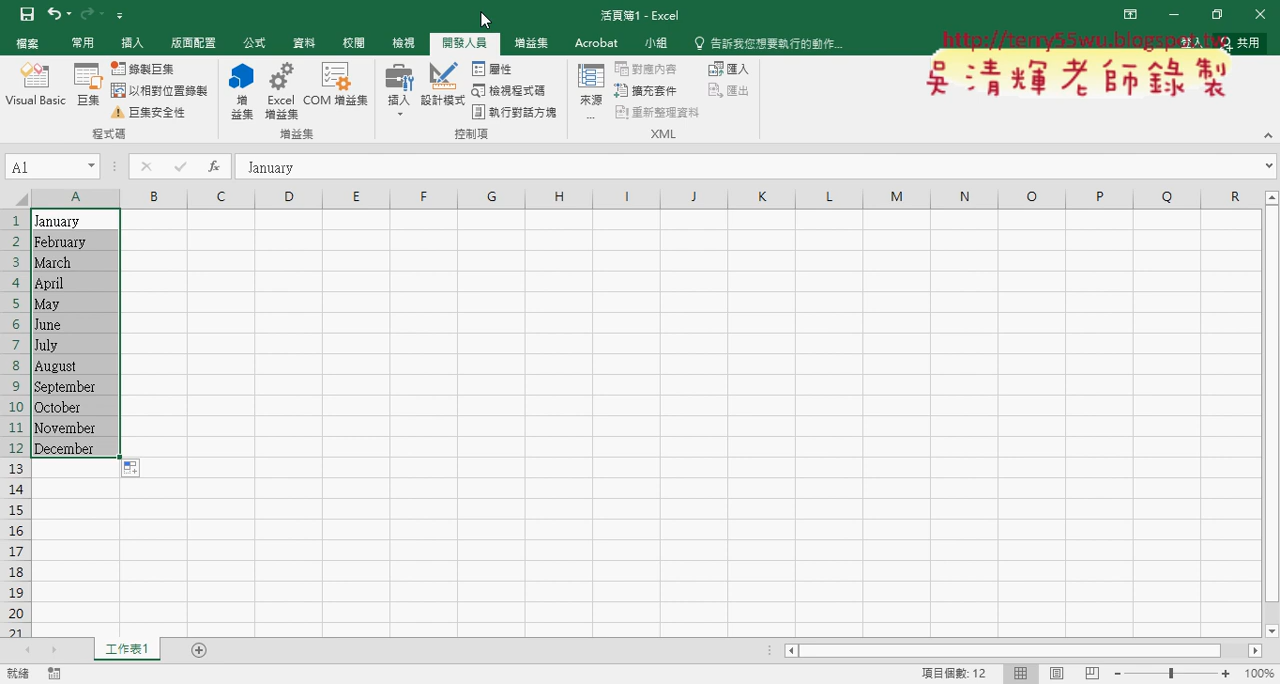 活頁簿1 - Excel
檔案 常用 插入 版面配置 公式 資料 校閱 檢視 開發人員 增益集 Acrobat 小組 告訴我您想要執行的動作... 登入 共用
http://terry55wu.blogspot.tw
吳清輝老師錄製
Visual Basic
巨集
錄製巨集
以相對位置錄製
巨集安全性
程式碼
增
益集
Excel
增益集
COM 增益集
增益集
插入
設計模式
屬性
檢視程式碼
執行對話方塊
控制項
來源
...
對應內容
擴充套件
重新整理資料
匯入
匯出
XML
A1
fx
January
A B C D E F G H I J K L M N O P Q R
1 January
2 February
3 March
4 April
5 May
6 June
7 July
8 August
9 September
10 October
11 November
12 December
13
14
15
16
17
18
19
20
21
工作表1
就緒
項目個數: 12
100%